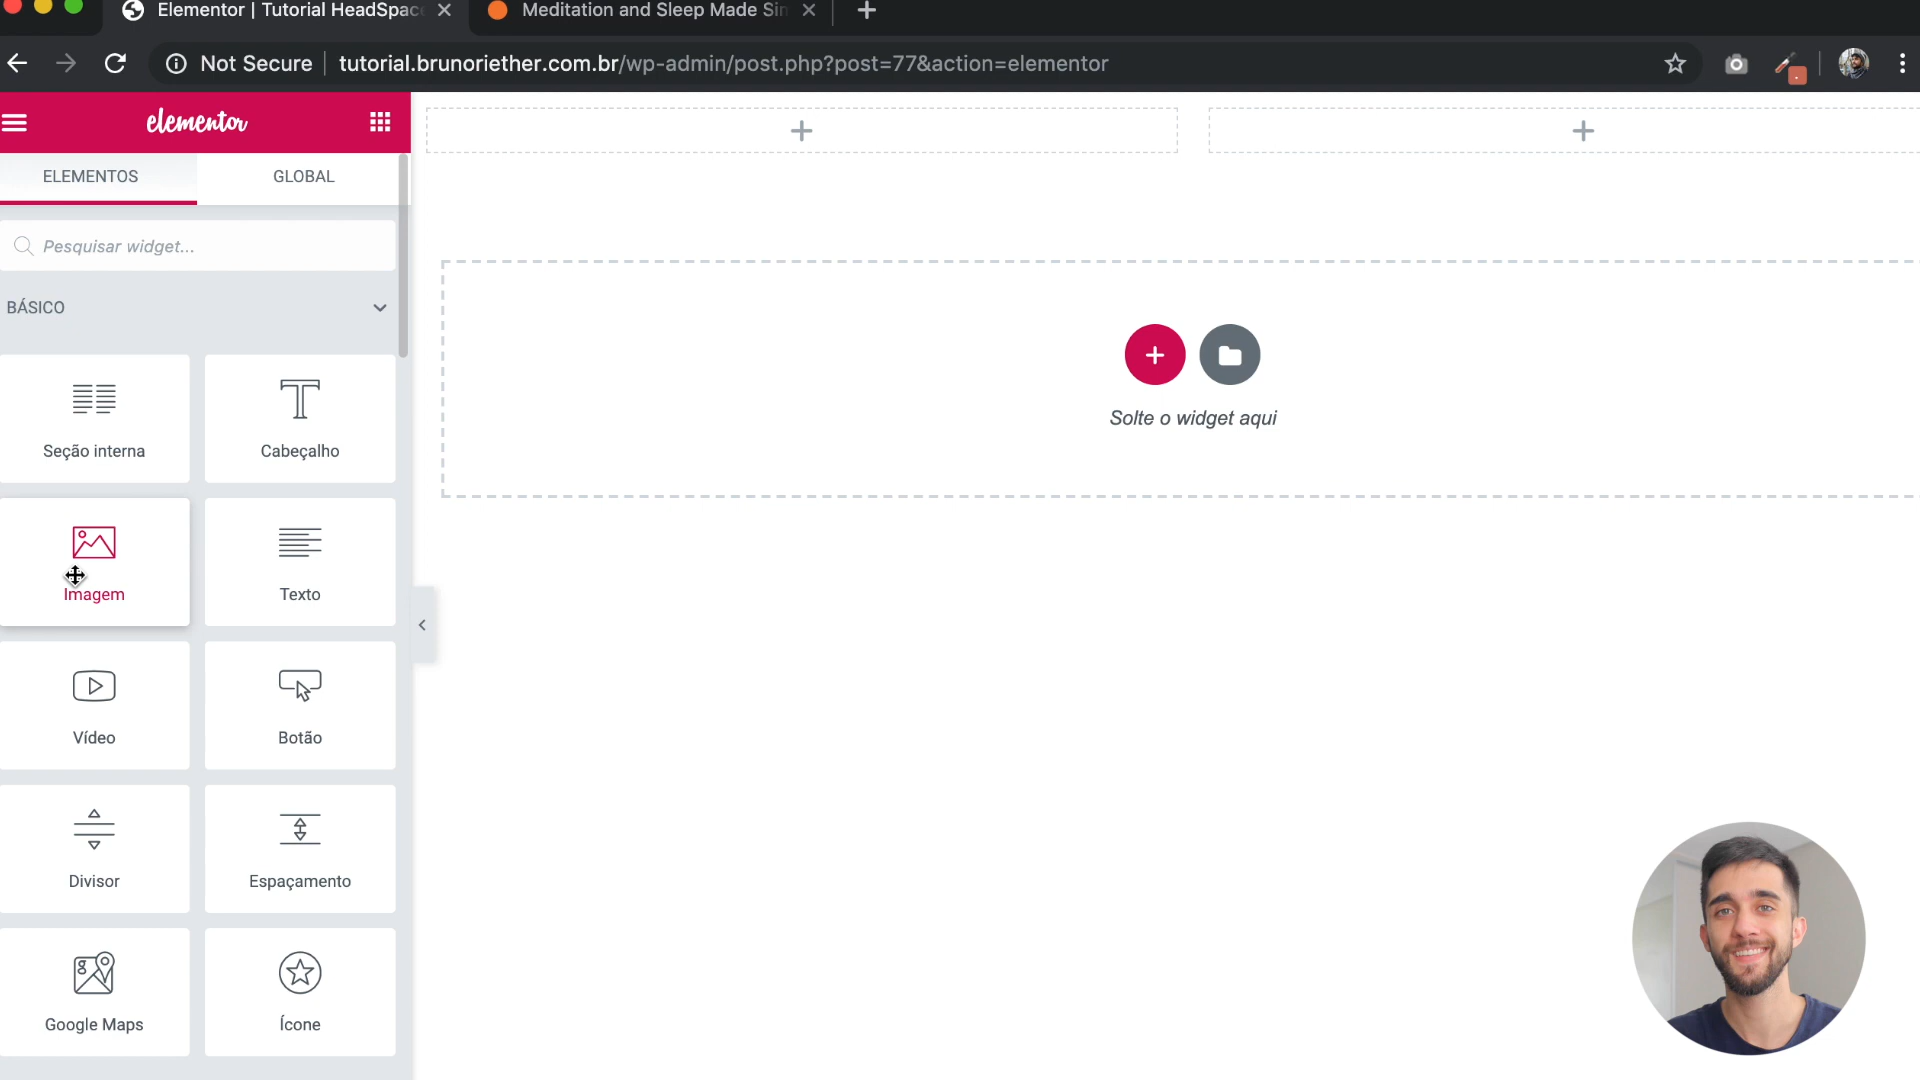 Elementor | Tutorial HeadSpac
Meditation and Sleep Made Sim
Not Secure
tutorial.brunoriether.com.br/wp-admin/post.php?post=77&action=elementor
elementor
ELEMENTOS
GLOBAL
Pesquisar widget...
BÁSICO
Seção interna
Cabeçalho
Imagem
Texto
Vídeo
Botão
Divisor
Espaçamento
Google Maps
Ícone
Solte o widget aqui